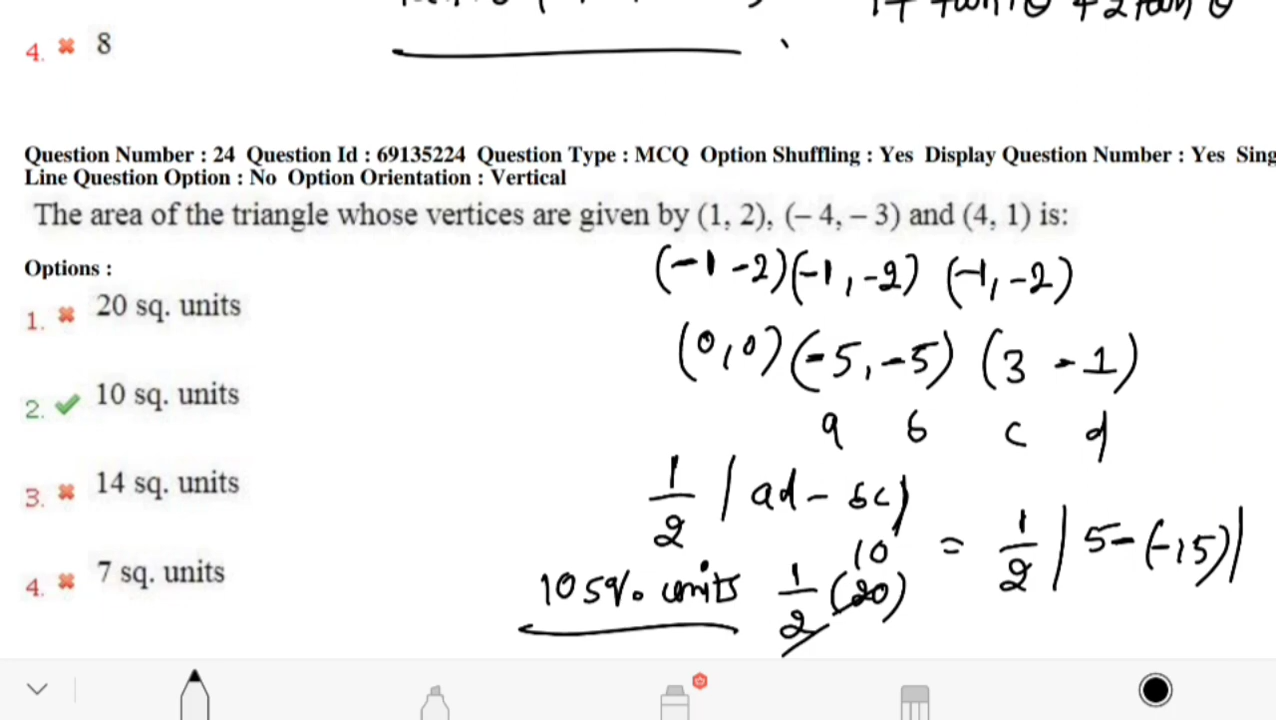 1 + tan²θ + 2 tan θ
4. 8
Question Number : 24 Question Id : 69135224 Question Type : MCQ Option Shuffling : Yes Display Question Number : Yes Sing
Line Question Option : No Option Orientation : Vertical
The area of the triangle whose vertices are given by (1, 2), (– 4, – 3) and (4, 1) is:
(-1 -2)(-1, -2) (-1, -2)
Options :
1. 20 sq. units
(0,0)(-5,-5) (3 -1)
2. 10 sq. units
a b c d
3. 14 sq. units
1/2 |ad - bc|
= 1/2 |5-(-15)|
4. 7 sq. units
10 sq. units 1/2 (20) 10